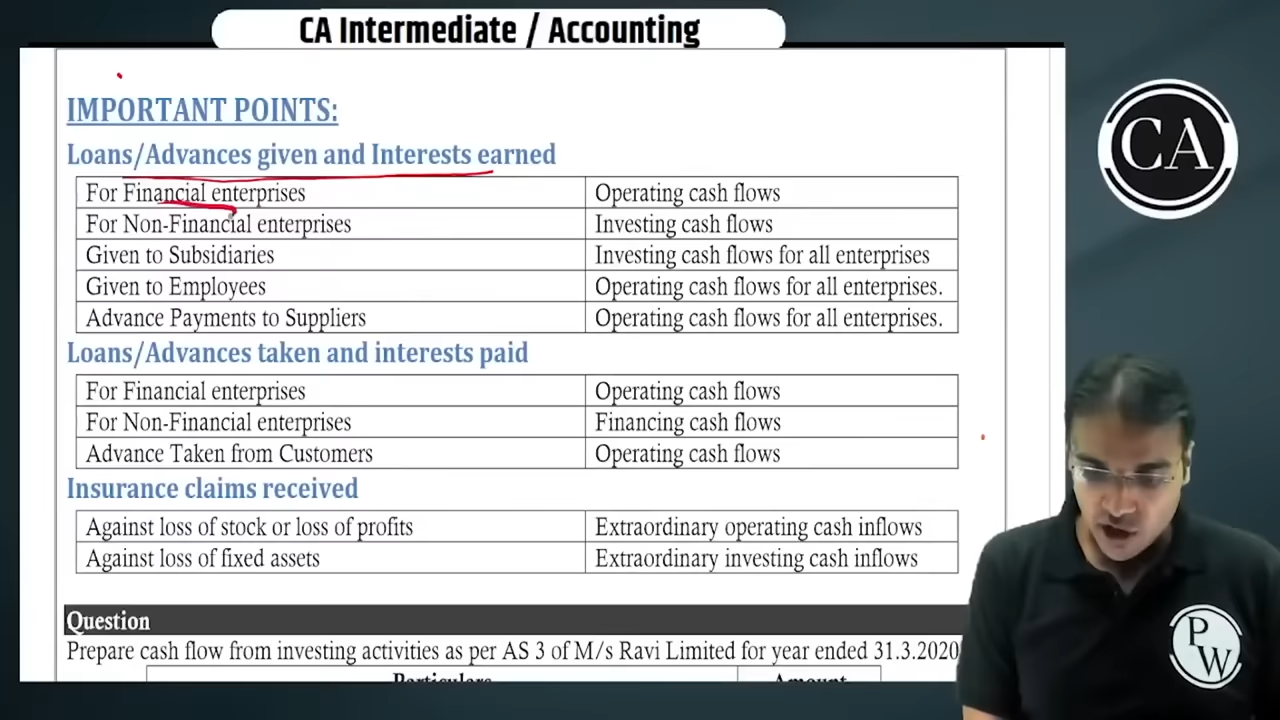 CA Intermediate / Accounting
CA
IMPORTANT POINTS:
Loans/Advances given and Interests earned
For Financial enterprises Operating cash flows
For Non-Financial enterprises Investing cash flows
Given to Subsidiaries Investing cash flows for all enterprises
Given to Employees Operating cash flows for all enterprises.
Advance Payments to Suppliers Operating cash flows for all enterprises.
Loans/Advances taken and interests paid
For Financial enterprises Operating cash flows
For Non-Financial enterprises Financing cash flows
Advance Taken from Customers Operating cash flows
Insurance claims received
Against loss of stock or loss of profits Extraordinary operating cash inflows
Against loss of fixed assets Extraordinary investing cash inflows
Question
Prepare cash flow from investing activities as per AS 3 of M/s Ravi Limited for year ended 31.3.2020
Particulars Amount
PW